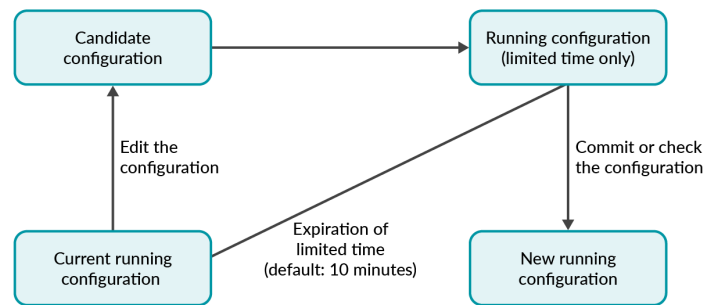 Candidate
configuration
Running configuration
(limited time only)
Edit the
configuration
Commit or check
the configuration
Expiration of
limited time
(default: 10 minutes)
Current running
configuration
New running
configuration